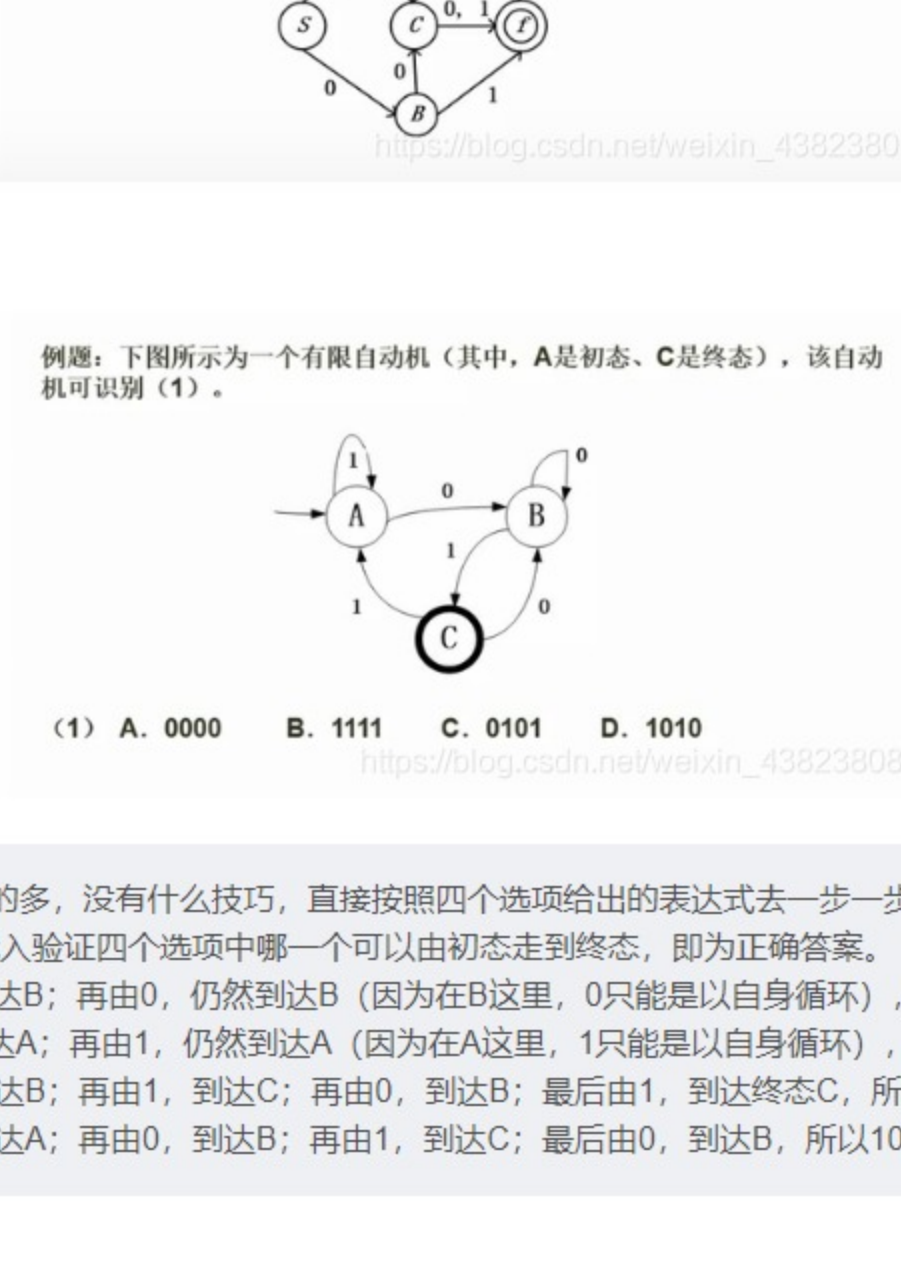 S
C
0, 1
f
0
0
1
B
https://blog.csdn.net/weixin_4382380
例题：下图所示为一个有限自动机（其中，A是初态、C是终态），该自动
机可识别（1）。
1
0
0
A
B
1
1
0
C
（1） A．0000 B．1111 C．0101 D．1010
https://blog.csdn.net/weixin_43823808
的多，没有什么技巧，直接按照四个选项给出的表达式去一步一步
入验证四个选项中哪一个可以由初态走到终态，即为正确答案。
达B；再由0，仍然到达B（因为在B这里，0只能是以自身循环），
达A；再由1，仍然到达A（因为在A这里，1只能是以自身循环），
达B；再由1，到达C；再由0，到达B；最后由1，到达终态C，所
达A；再由0，到达B；再由1，到达C；最后由0，到达B，所以10